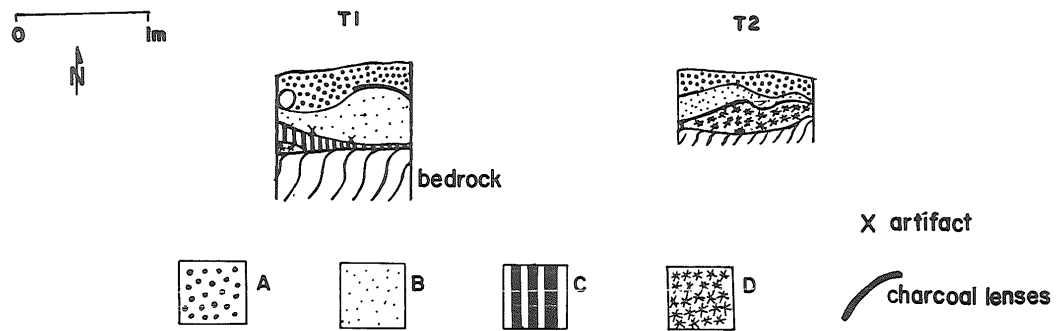 T1
T2
0 1m
N
bedrock
X artifact
A
B
C
D
charcoal lenses